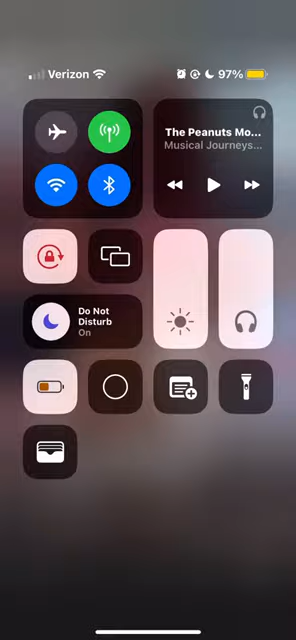 Verizon 97%
The Peanuts Mo...
Musical Journeys...
Do Not
Disturb
On